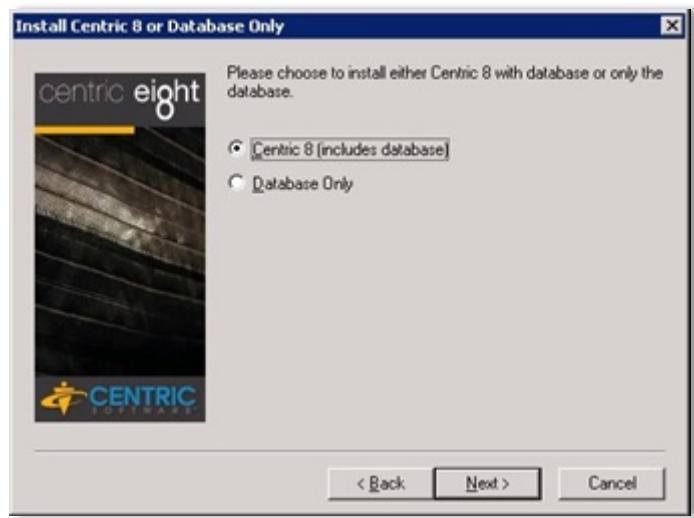 Install Centric 8 or Database Only
centric eight
Please choose to install either Centric 8 with database or only the
database.
Centric 8 (includes database)
Database Only
CENTRIC
SOFTWARE
< Back
Next >
Cancel